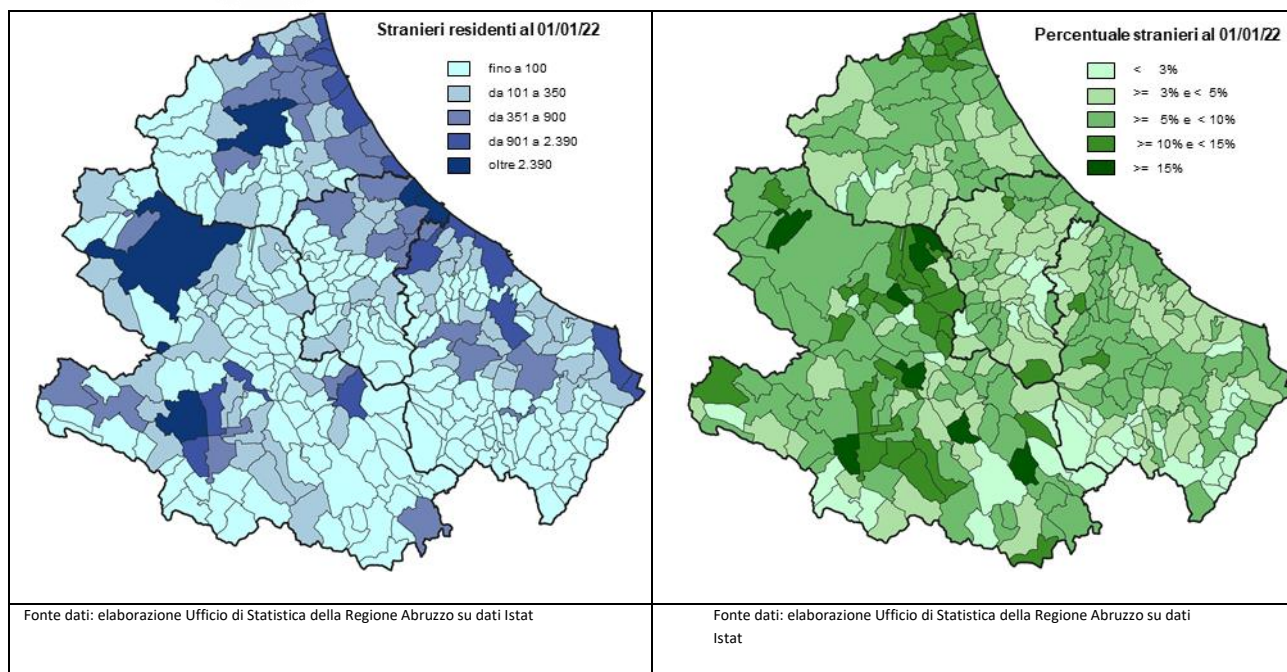 Stranieri residenti al 01/01/22
fino a 100
da 101 a 350
da 351 a 900
da 901 a 2.390
oltre 2.390
Percentuale stranieri al 01/01/22
< 3%
>= 3% e < 5%
>= 5% e < 10%
>= 10% e < 15%
>= 15%
Fonte dati: elaborazione Ufficio di Statistica della Regione Abruzzo su dati Istat
Fonte dati: elaborazione Ufficio di Statistica della Regione Abruzzo su dati
Istat